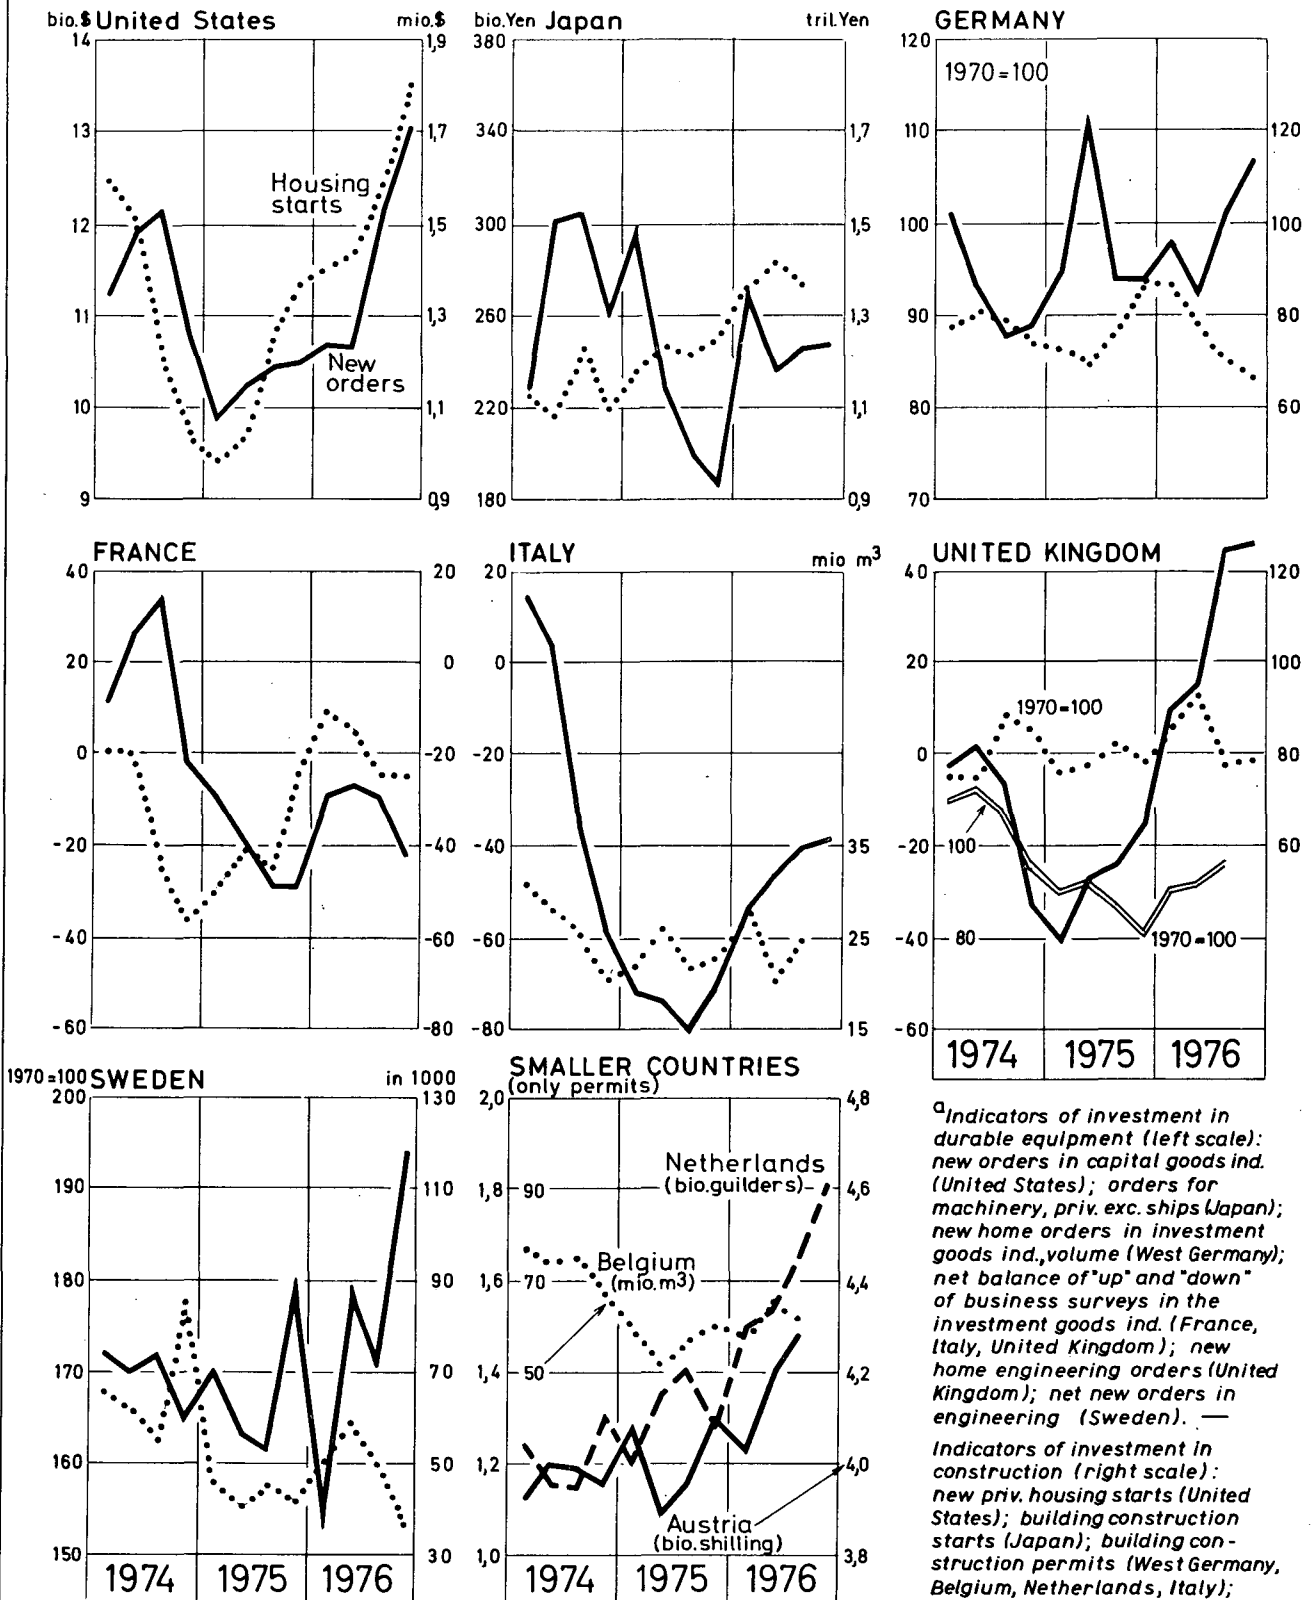 bio.$ United States mio.$
14 1,9
13 1,7
12 1,5
11 1,3
10 1,1
9 0,9
Housing
starts
New
orders
bio.Yen Japan tril.Yen
380
340 1,7
300 1,5
260 1,3
220 1,1
180 0,9
GERMANY
120
1970=100
110 120
100 100
90 80
80 60
70
FRANCE
40 20
20 0
0 -20
-20 -40
-40 -60
-60 -80
ITALY mio m³
20
0
-20
-40 35
-60 25
-80 15
UNITED KINGDOM
40 120
20 100
1970=100
0 80
100
-20 60
-40 80 1970=100
-60
1974 1975 1976
1970=100 SWEDEN in 1000
200 130
190 110
180 90
170 70
160 50
150 30
1974 1975 1976
SMALLER COUNTRIES
(only permits)
2,0 4,8
Netherlands
1,8 90 (bio.guilders) 4,6
Belgium
1,6 70 (mio.m³) 4,4
1,4 50 4,2
1,2 4,0
Austria
(bio.shilling)
1,0 3,8
1974 1975 1976
a Indicators of investment in
durable equipment (left scale):
new orders in capital goods ind.
(United States); orders for
machinery, priv. exc. ships (Japan);
new home orders in investment
goods ind.,volume (West Germany);
net balance of "up" and "down"
of business surveys in the
investment goods ind. (France,
Italy, United Kingdom); new
home engineering orders (United
Kingdom); net new orders in
engineering (Sweden). —
Indicators of investment in
construction (right scale):
new priv. housing starts (United
States); building construction
starts (Japan); building con-
struction permits (West Germany,
Belgium, Netherlands, Italy);